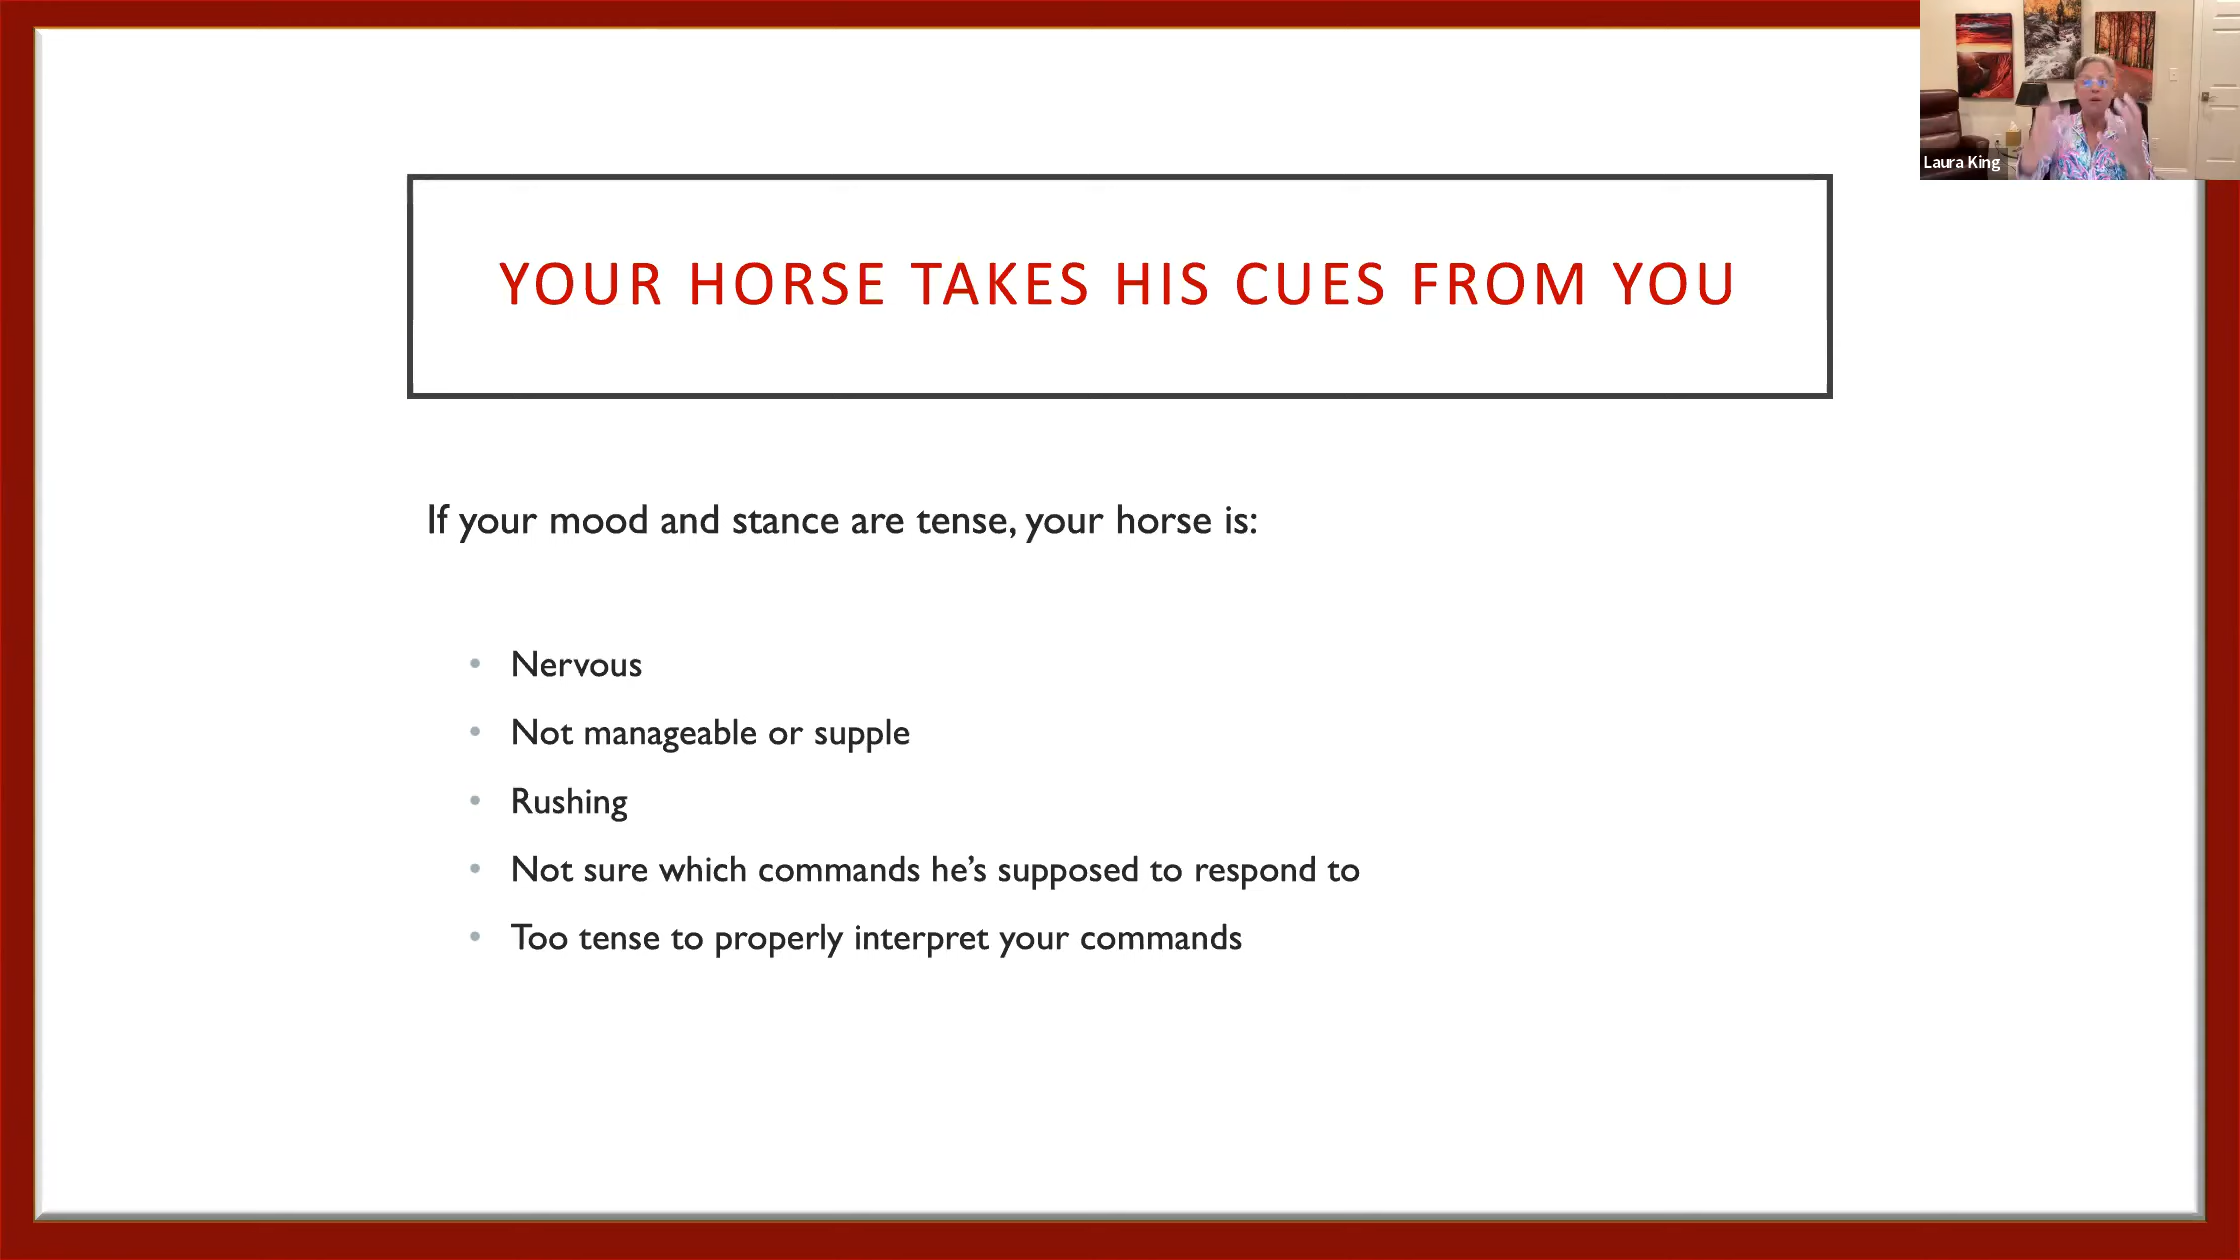 Laura King
YOUR HORSE TAKES HIS CUES FROM YOU
If your mood and stance are tense, your horse is:
• Nervous
• Not manageable or supple
• Rushing
• Not sure which commands he’s supposed to respond to
• Too tense to properly interpret your commands